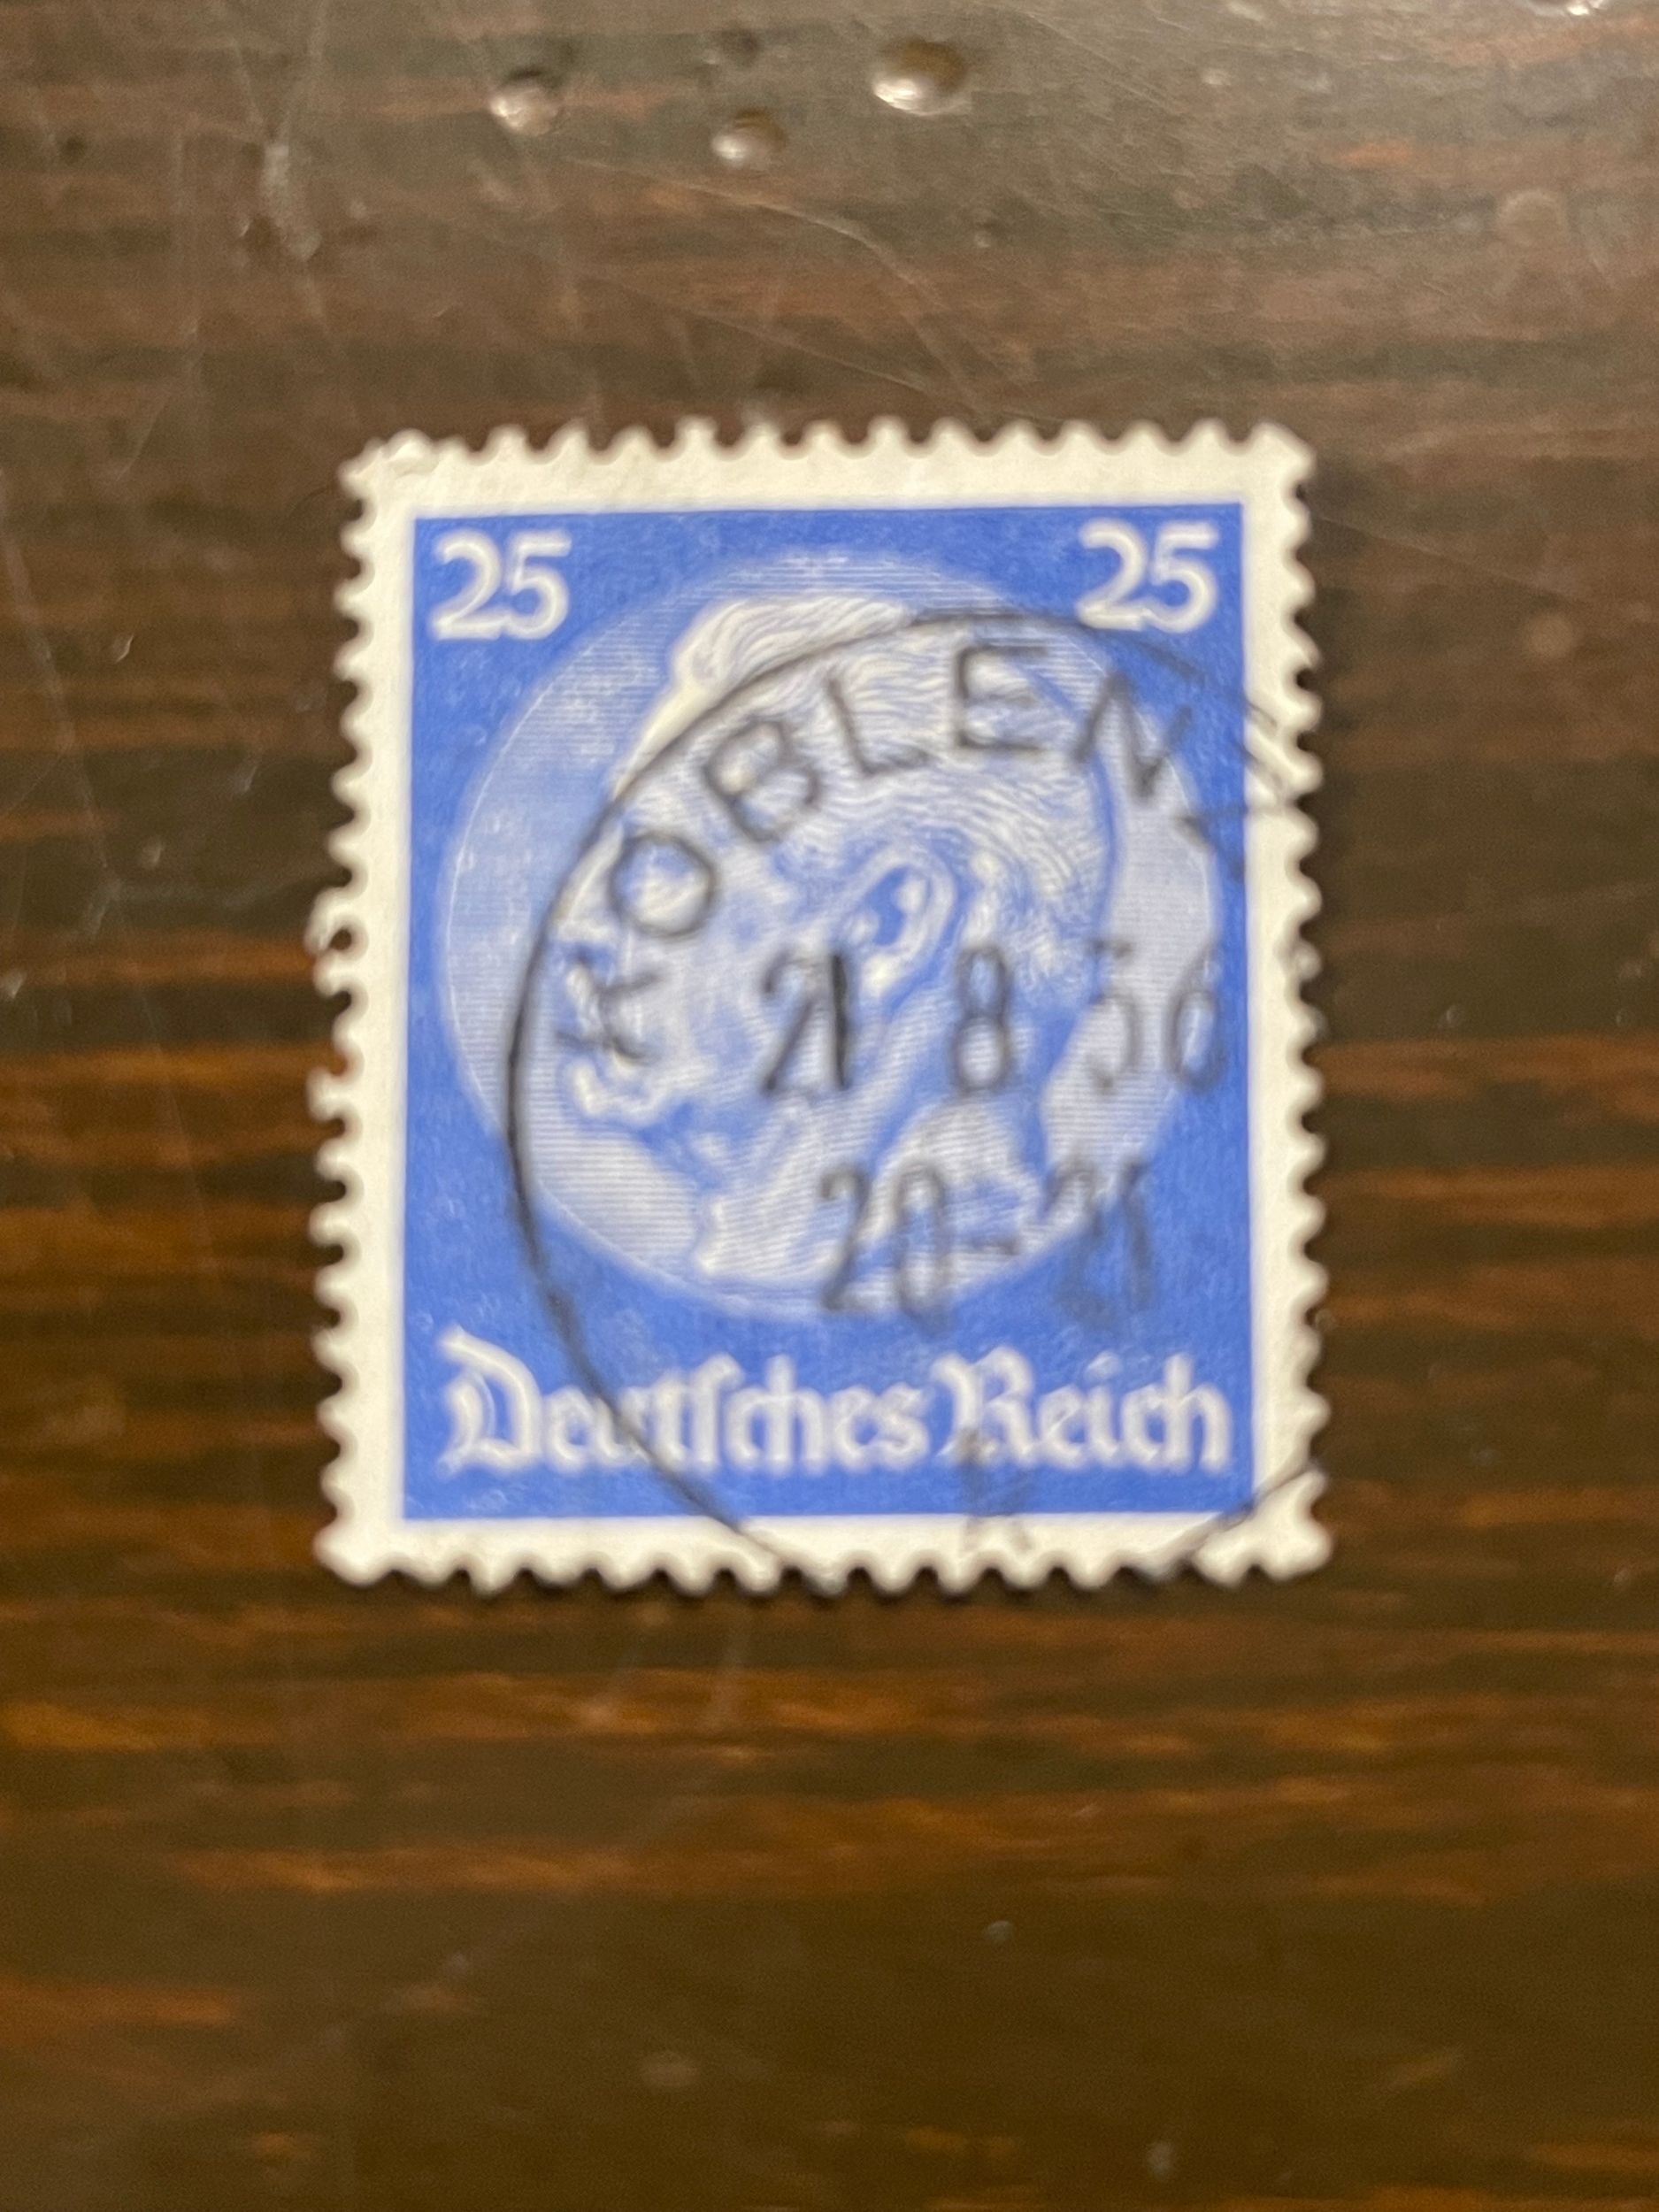 25 25
KOBLENZ
21 8 36
20-21
Deutsches Reich
k